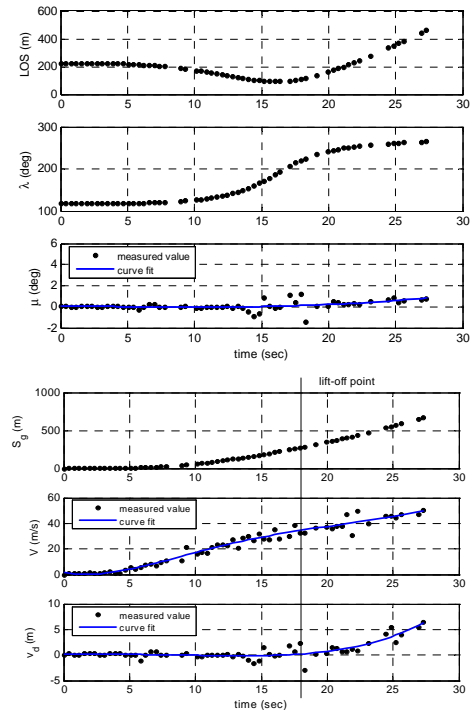 600
400
200
0
LOS (m)
0 5 10 15 20 25 30
300
200
100
λ (deg)
0 5 10 15 20 25 30
6
4
2
0
-2
μ (deg)
measured value
curve fit
0 5 10 15 20 25 30
time (sec)
lift-off point
1000
500
0
S_g (m)
0 5 10 15 20 25 30
60
40
20
0
V (m/s)
measured value
curve fit
0 5 10 15 20 25 30
10
5
0
-5
v_d (m)
measured value
curve fit
0 5 10 15 20 25 30
time (sec)